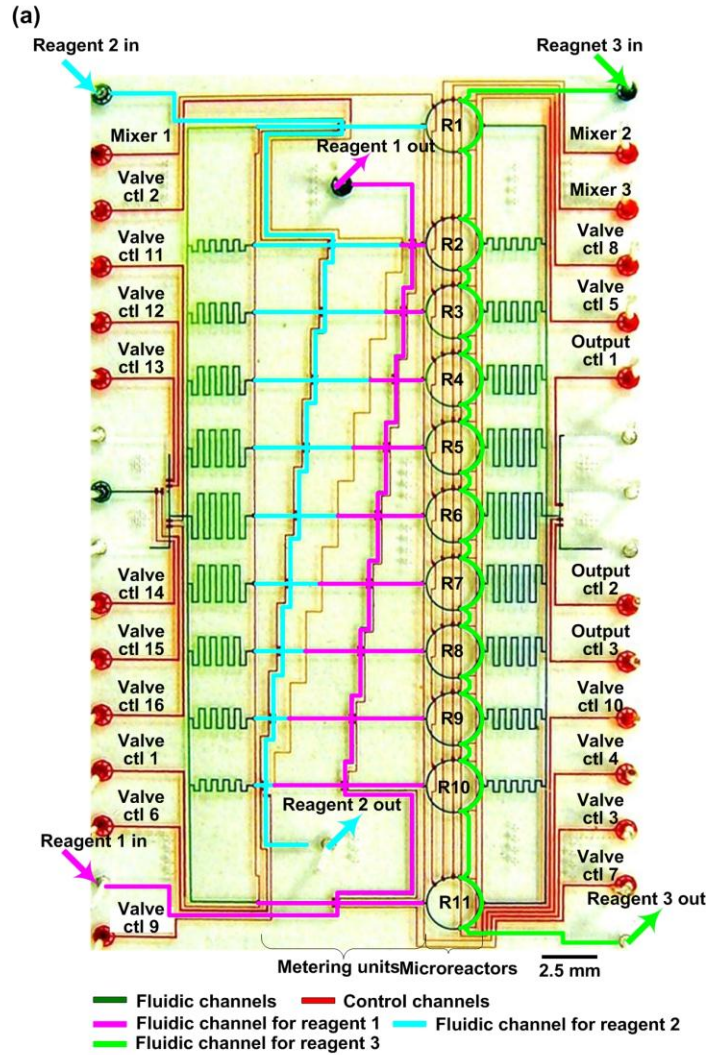 (a)
Reagent 2 in
Reagnet 3 in
Mixer 1
R1
Mixer 2
Reagent 1 out
Valve
ctl 2
Mixer 3
Valve
ctl 11
R2
Valve
ctl 8
Valve
ctl 12
R3
Valve
ctl 5
Valve
ctl 13
R4
Output
ctl 1
R5
R6
Valve
ctl 14
R7
Output
ctl 2
Valve
ctl 15
R8
Output
ctl 3
Valve
ctl 16
R9
Valve
ctl 10
Valve
ctl 1
R10
Valve
ctl 4
Reagent 2 out
Valve
ctl 6
Valve
ctl 3
Reagent 1 in
Valve
ctl 7
R11
Reagent 3 out
Valve
ctl 9
Metering units
Microreactors
2.5 mm
Fluidic channels
Control channels
Fluidic channel for reagent 1
Fluidic channel for reagent 2
Fluidic channel for reagent 3